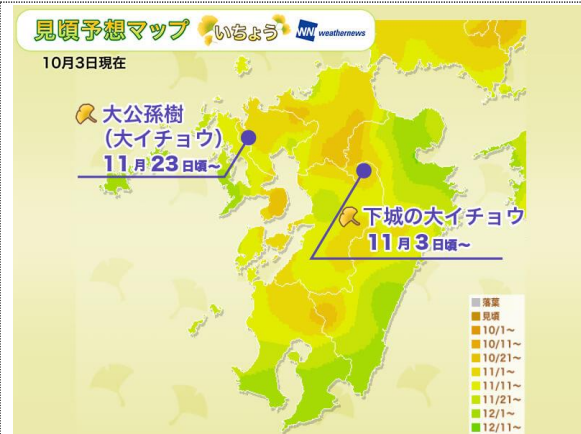 見頃予想マップ いちょう WN weathernews
10月3日現在
大公孫樹
（大イチョウ）
11月23日頃～
下城の大イチョウ
11月3日頃～
落葉
見頃
10/1～
10/11～
10/21～
11/1～
11/11～
11/21～
12/1～
12/11～